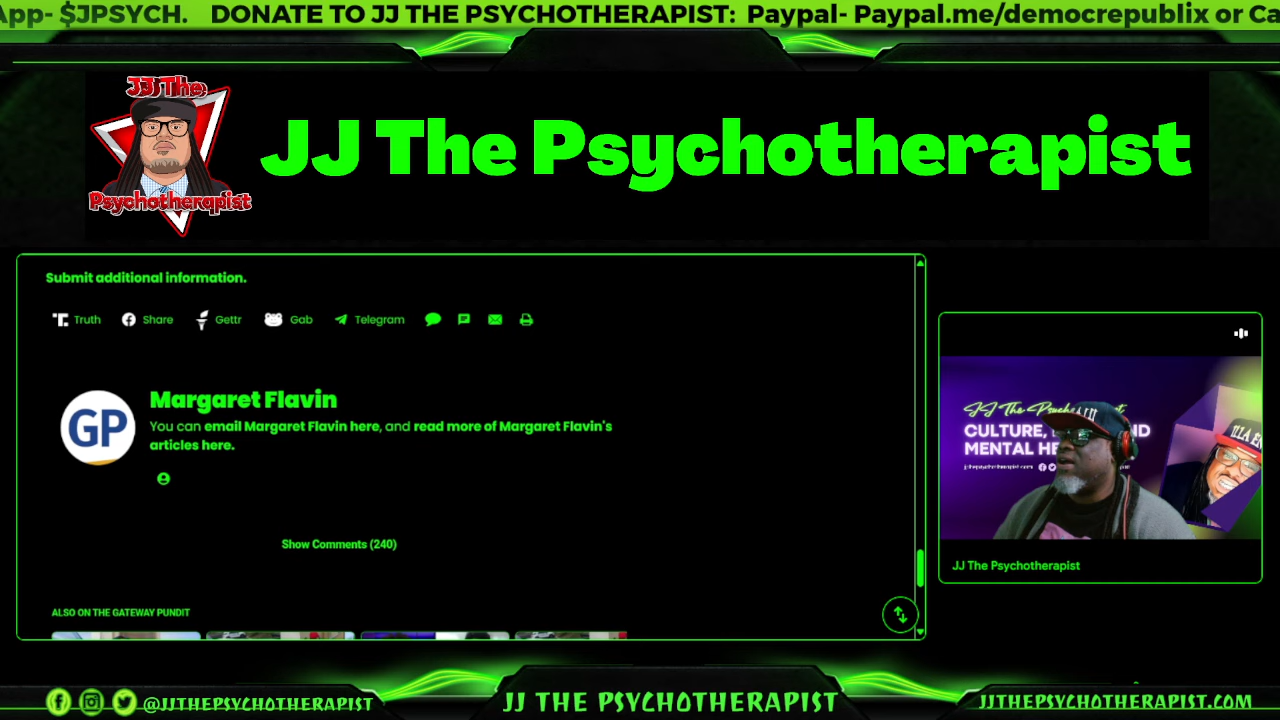 App- $JPSYCH. DONATE TO JJ THE PSYCHOTHERAPIST: Paypal- Paypal.me/democrepublix or Ca
JJ The
Psychotherapist
JJ The Psychotherapist
Submit additional information.
Truth Share Gettr Gab Telegram
GP
Margaret Flavin
You can email Margaret Flavin here, and read more of Margaret Flavin's
articles here.
Show Comments (240)
ALSO ON THE GATEWAY PUNDIT
JJ The
CULTURE,
MENTAL HE
JJ The Psychotherapist
@JJTHEPSYCHOTHERAPIST
JJ THE PSYCHOTHERAPIST
JJTHEPSYCHOTHERAPIST.COM